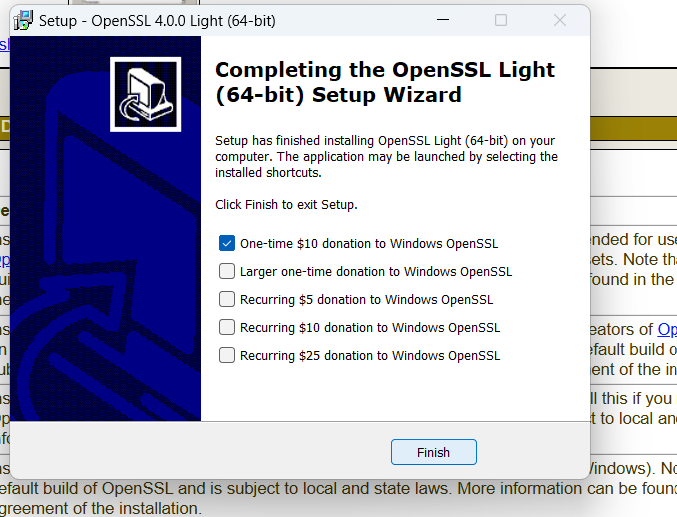 Setup - OpenSSL 4.0.0 Light (64-bit)
Completing the OpenSSL Light
(64-bit) Setup Wizard
Setup has finished installing OpenSSL Light (64-bit) on your
computer. The application may be launched by selecting the
installed shortcuts.
Click Finish to exit Setup.
One-time $10 donation to Windows OpenSSL
Larger one-time donation to Windows OpenSSL
Recurring $5 donation to Windows OpenSSL
Recurring $10 donation to Windows OpenSSL
Recurring $25 donation to Windows OpenSSL
Finish
ended for use
ets. Note tha
found in the
eators of Op
efault build o
ent of the in
ll this if you
ct to local an
Windows). No
efault build of OpenSSL and is subject to local and state laws. More information can be foun
greement of the installation.